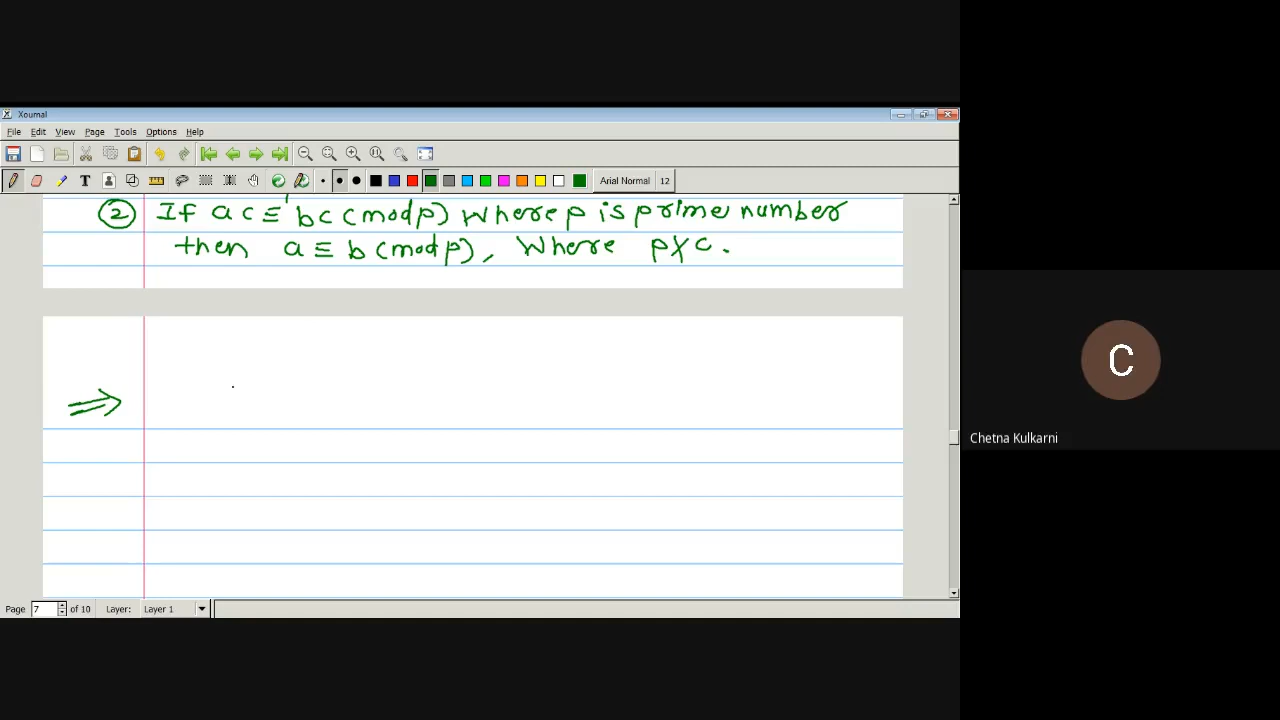 Xournal
File Edit View Page Tools Options Help
Arial Normal 12
② If ac ≡ bc (mod p) where p is prime number
then a ≡ b (mod p), Where p∤c.
⇒
C
Chetna Kulkarni
Page 7 of 10 Layer: Layer 1